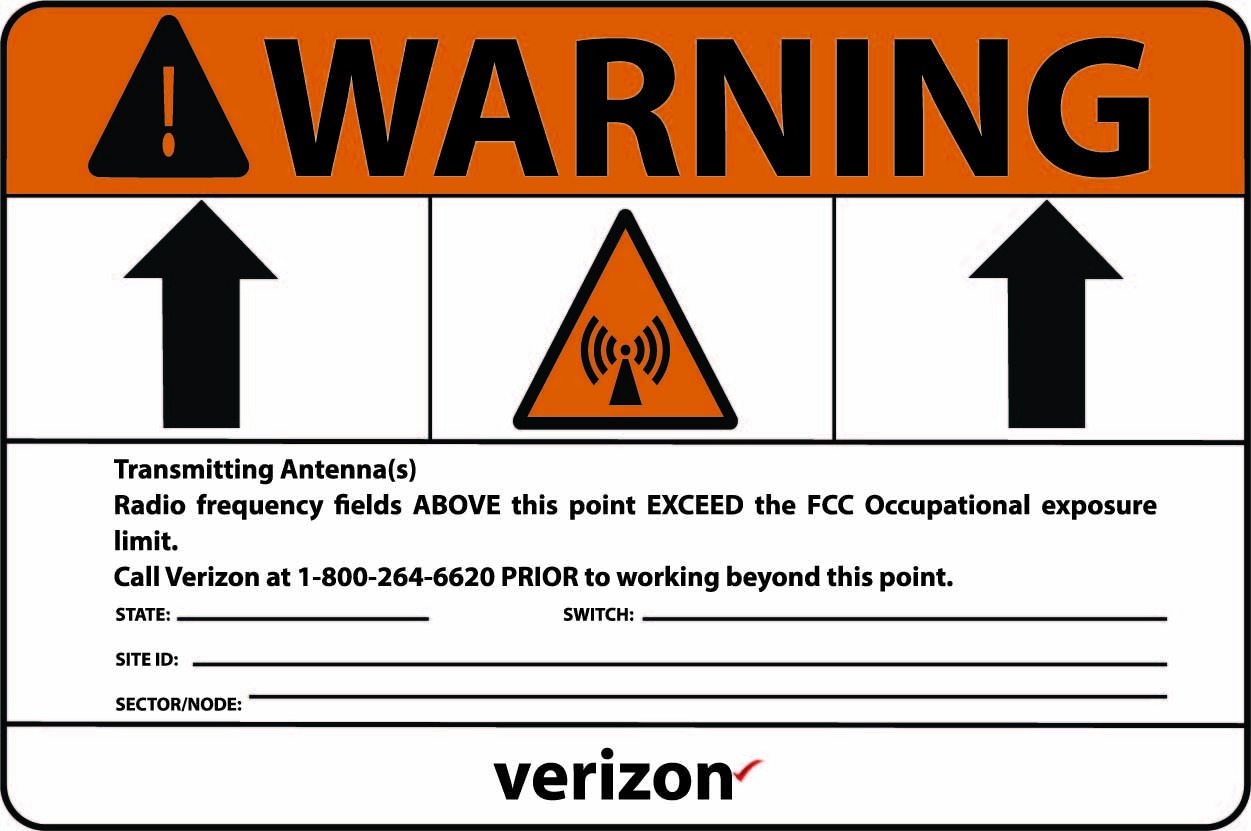 WARNING
Transmitting Antenna(s)
Radio frequency fields ABOVE this point EXCEED the FCC Occupational exposure
limit.
Call Verizon at 1-800-264-6620 PRIOR to working beyond this point.
STATE: SWITCH:
SITE ID:
SECTOR/NODE:
verizon